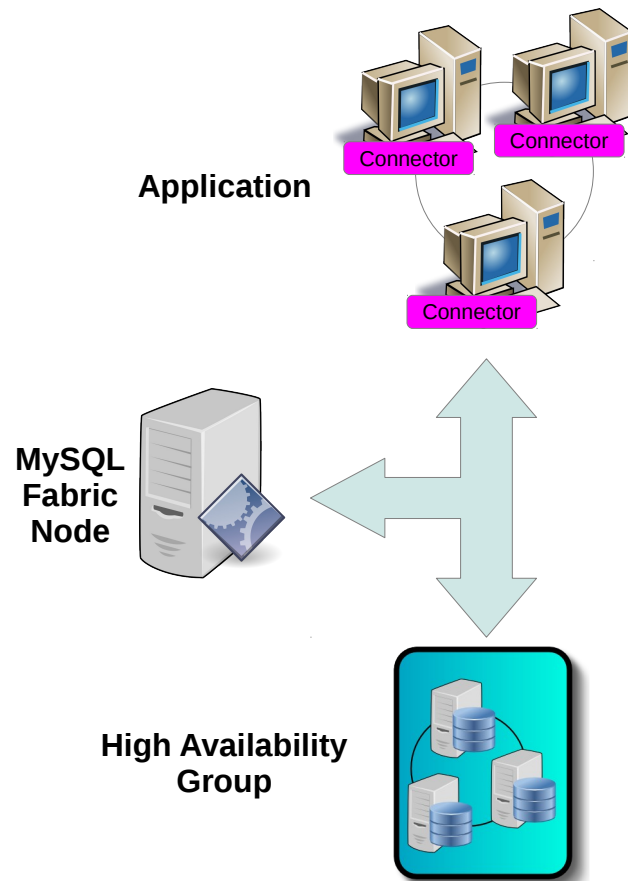 Connector
Connector
Application
Connector
MySQL
Fabric
Node
High Availability
Group